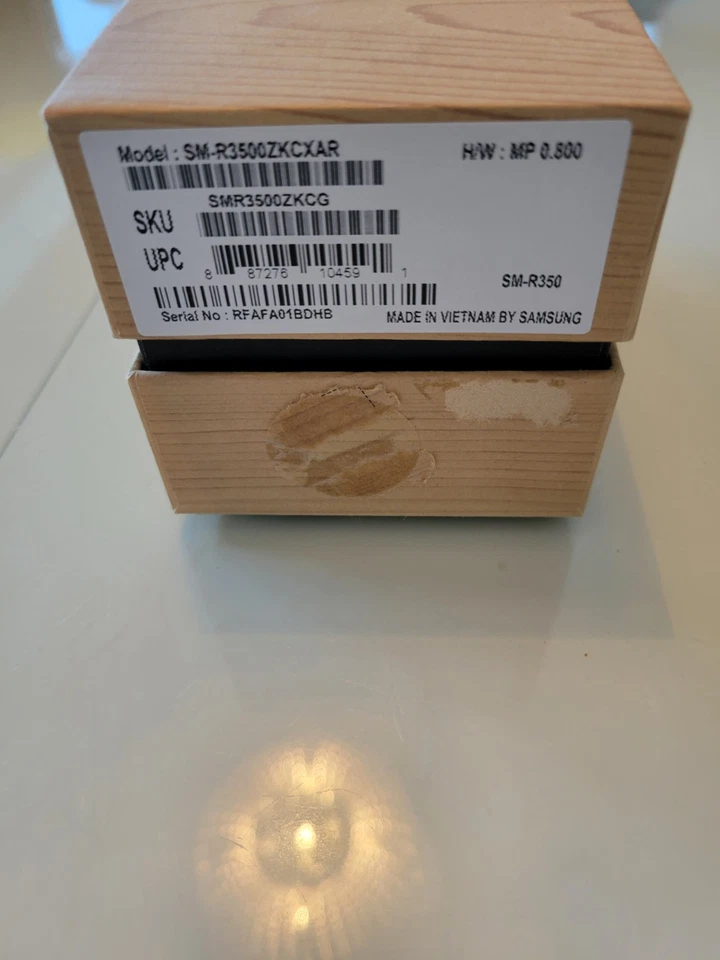 Model : SM-R3500ZKCXAR H/W : MP 0.800
SMR3500ZKCG
SKU
UPC
8 87276 10459 1
SM-R350
Serial No : RFAFA01BDHB MADE IN VIETNAM BY SAMSUNG